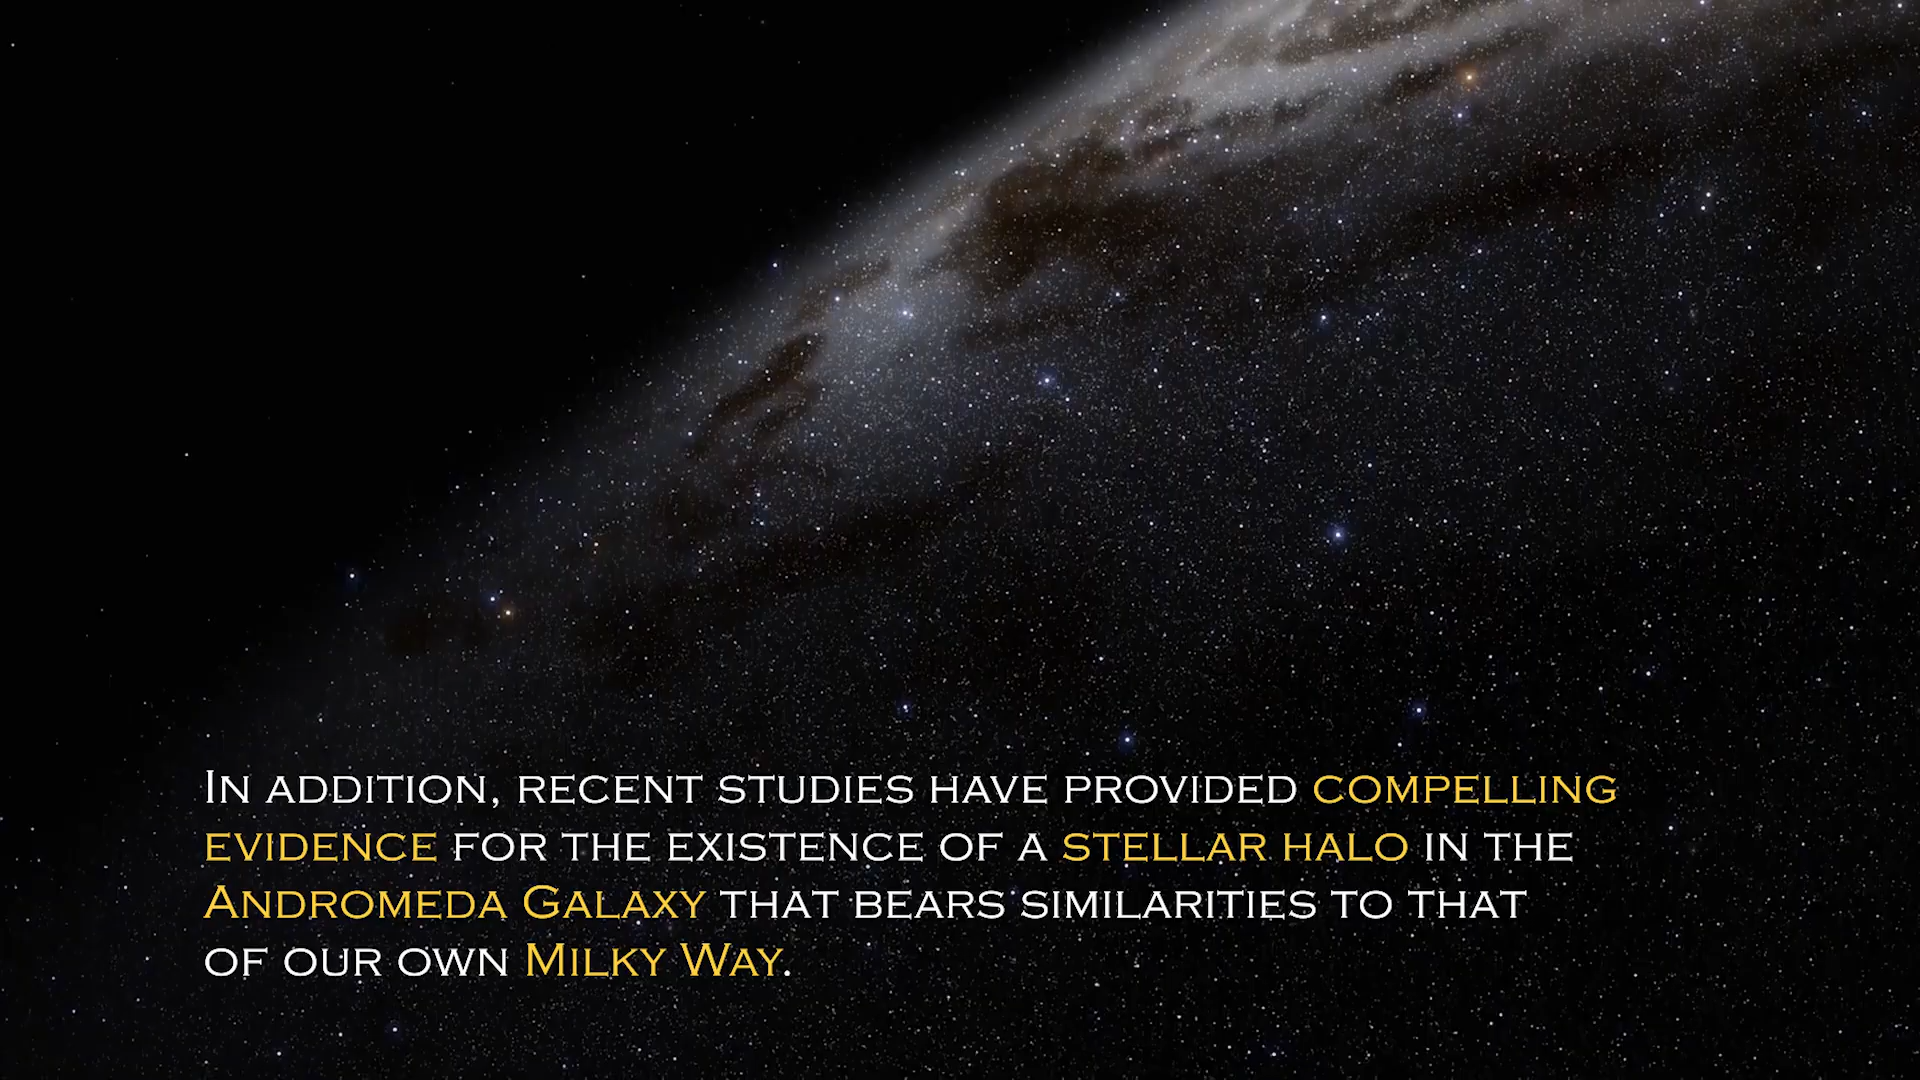 In addition, recent studies have provided compelling
evidence for the existence of a stellar halo in the
Andromeda Galaxy that bears similarities to that
of our own Milky Way.